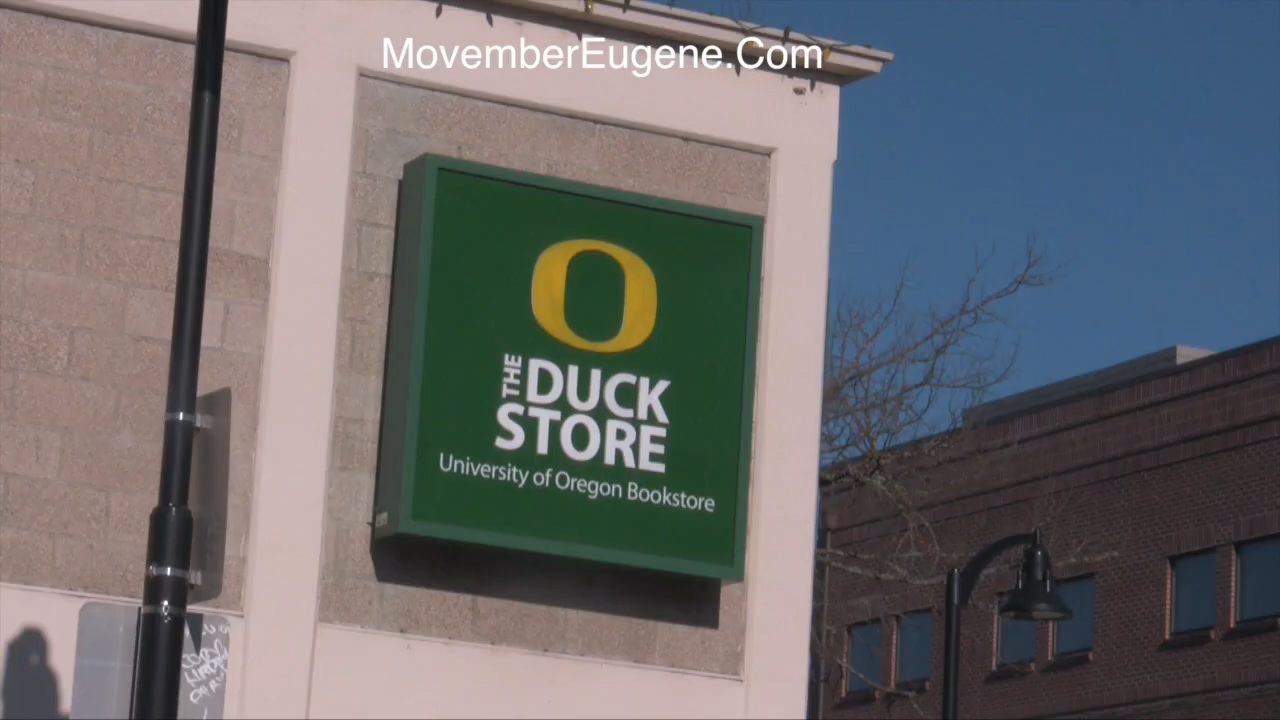 MovemberEugene.Com
O
THE DUCK
STORE
University of Oregon Bookstore